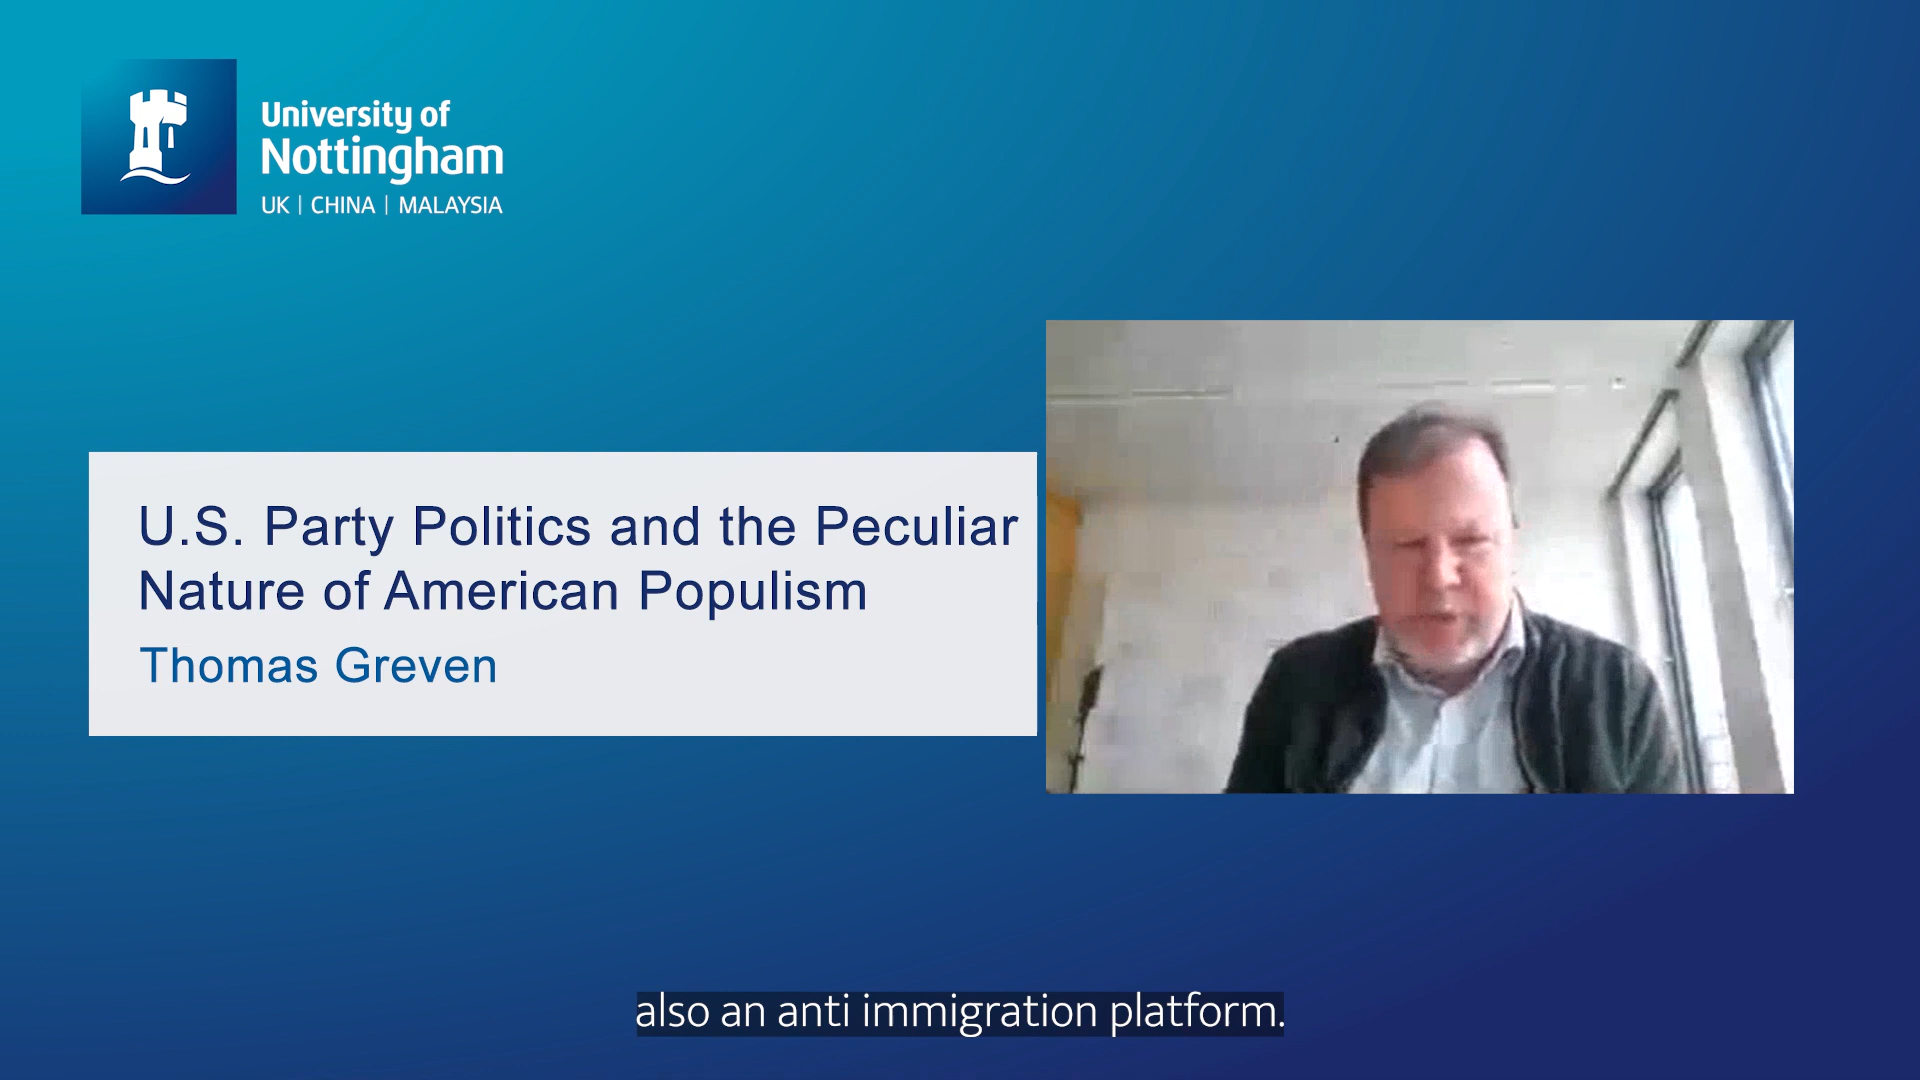 University of
Nottingham
UK | CHINA | MALAYSIA
U.S. Party Politics and the Peculiar
Nature of American Populism
Thomas Greven
also an anti immigration platform.